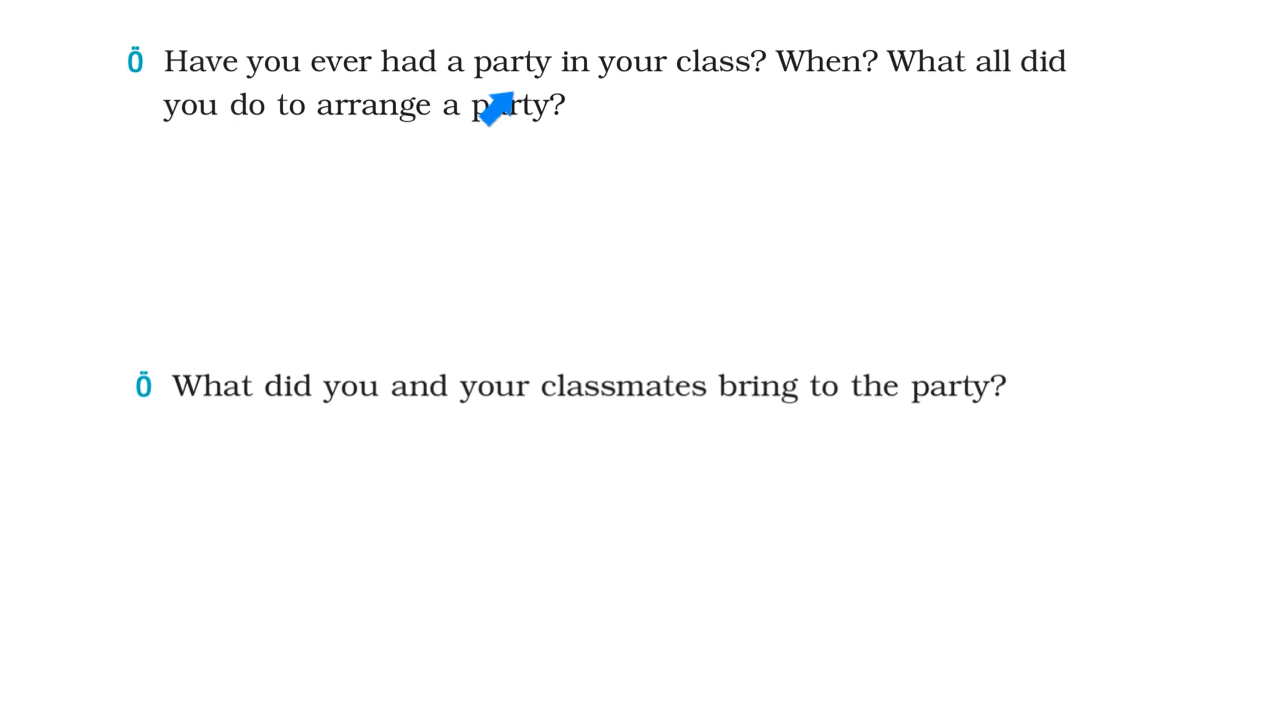 Ö Have you ever had a party in your class? When? What all did
you do to arrange a party?
Ö What did you and your classmates bring to the party?